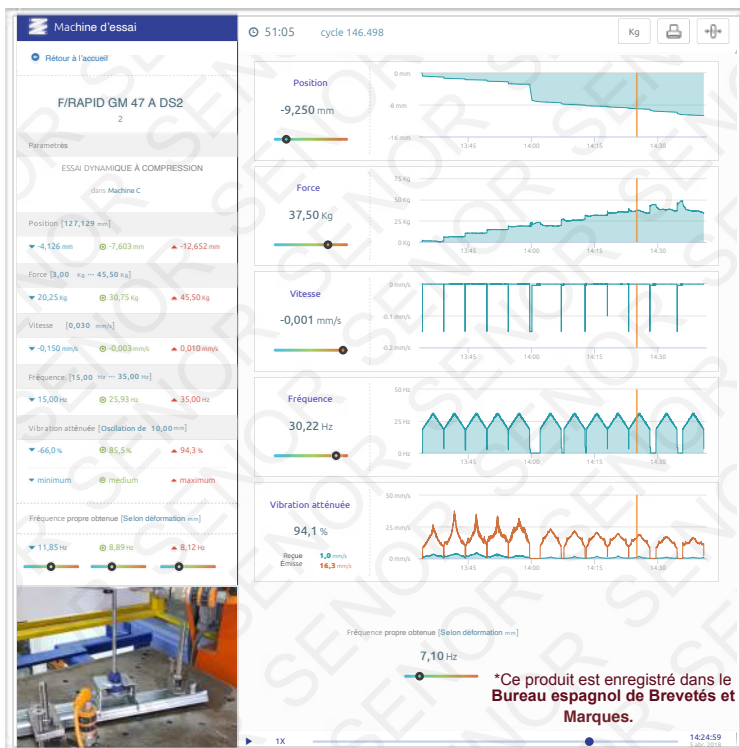 Machine d'essai
Rétour à l'accueil
F/RAPID GM 47 A DS2
2
Parametrès
ESSAI DYNAMIQUE À COMPRESSION
dans Machine C
Position [127,129 mm]
-4,126 mm -7,603 mm -12,652 mm
Force [3,00 Kg ··· 45,50 Kg]
20,25 Kg 30,75 Kg 45,50 Kg
Vitesse [0,030 mm/s]
-0,150 mm/s -0,003 mm/s 0,010 mm/s
Fréquence, [15,00 Hz ··· 35,00 Hz]
15,00 Hz 25,93 Hz 35,00 Hz
Vibration atténuée [Oscilation de 10,00 mm]
-66,0 % 85,5 % 94,3 %
minimum medium maximum
Fréquence propre obtenue [Selon déformation mm]
11,85 Hz 8,89 Hz 8,12 Hz
51:05 cycle 146.498 Kg
Position
-9,250 mm
0 mm
-8 mm
-16 mm
13:45 14:00 14:15 14:30
Force
37,50 Kg
75 Kg
50 Kg
25 Kg
0 Kg
13:45 14:00 14:15 14:30
Vitesse
-0,001 mm/s
0 mm/s
-0.1 mm/s
-0.2 mm/s
13:45 14:00 14:15 14:30
Fréquence
30,22 Hz
50 Hz
25 Hz
0 Hz
13:45 14:00 14:15 14:30
Vibration atténuée
94,1 %
Reçue 1,0 mm/s
Émisse 16,3 mm/s
50 mm/s
25 mm/s
0 mm/s
13:45 14:00 14:15 14:30
Fréquence propre obtenue [Selon déformation mm]
7,10 Hz
*Ce produit est enregistré dans le
Bureau espagnol de Brevetés et
Marques.
1X
14:24:59
5 abr. 2018
SENOR